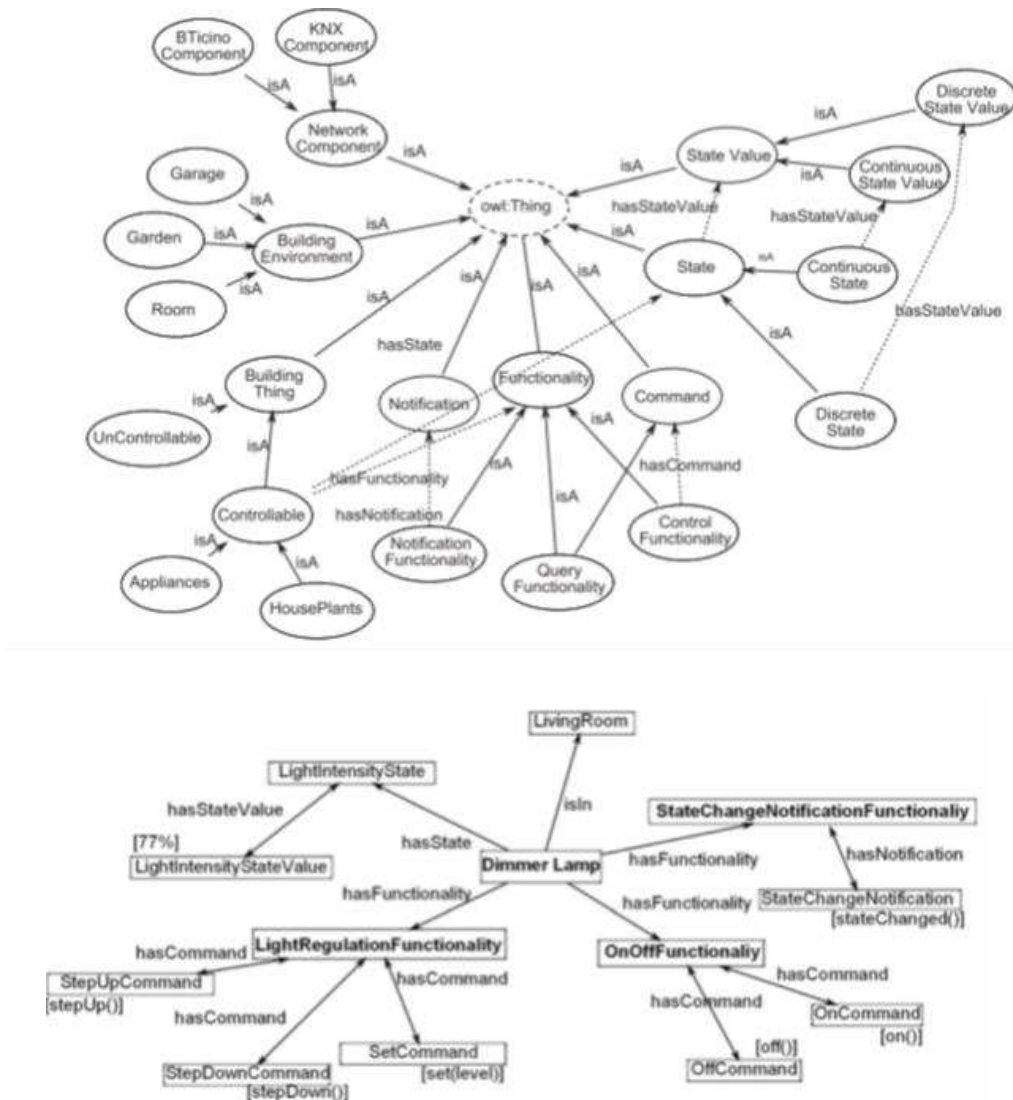 BTicino
Component
KNX
Component
isA
isA
Network
Component
isA
Discrete
State Value
isA
State Value
isA
isA
Continuous
State Value
Garage
isA
owl:Thing
hasStateValue
hasStateValue
Garden
isA
Building
Environment
isA
isA
State
isA
Continuous
State
Room
isA
isA
isA
isA
isA
hasStateValue
isA
hasState
Building
Thing
Notification
Functionality
Command
Discrete
State
isA
UnControllable
isA
isA
isA
hasFunctionality
hasCommand
Controllable
hasNotification
isA
Control
Functionality
isA
Notification
Functionality
Appliances
isA
Query
Functionality
HousePlants
LivingRoom
LightIntensityState
isIn
hasStateValue
StateChangeNotificationFunctionaliy
[77%]
hasState
LightIntensityStateValue
Dimmer Lamp
hasFunctionality
hasNotification
hasFunctionality
hasFunctionality
StateChangeNotification
[stateChanged()]
LightRegulationFunctionality
OnOffFunctionaliy
hasCommand
hasCommand
hasCommand
StepUpCommand
[stepUp()]
hasCommand
hasCommand
OnCommand
[on()]
SetCommand
[set(level)]
[off()]
OffCommand
StepDownCommand
[stepDown()]